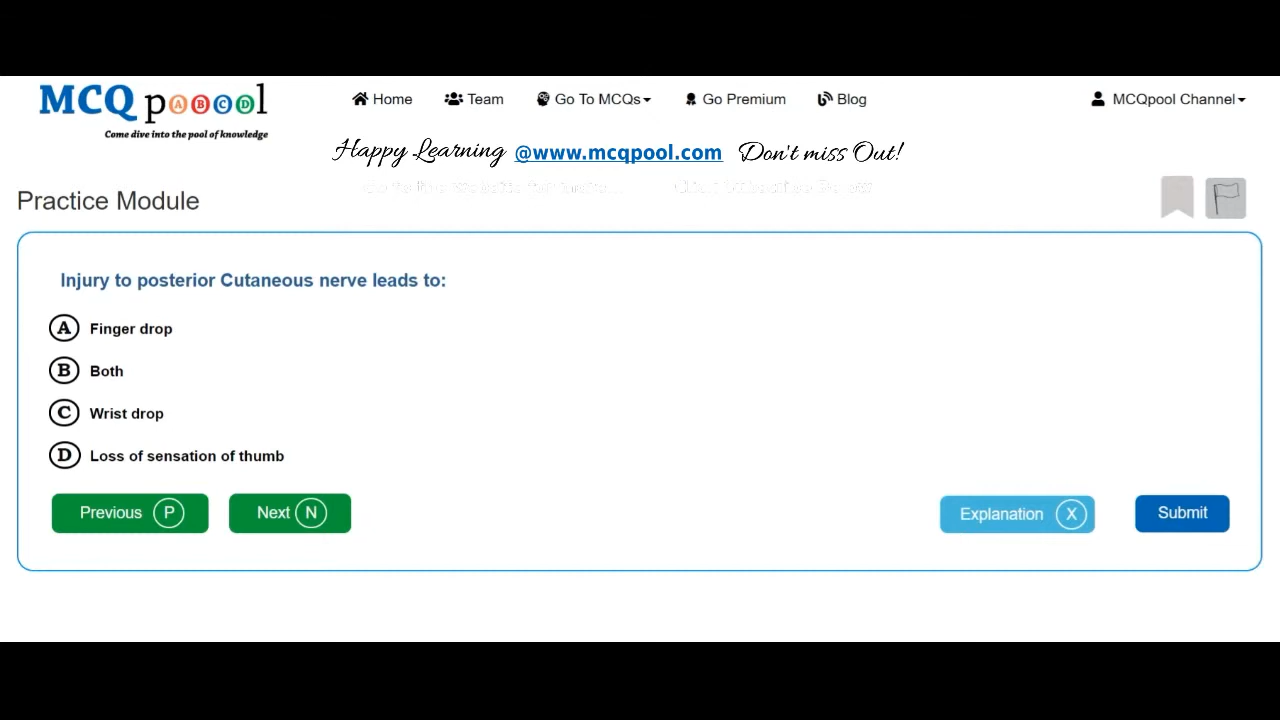 MCQ pooool
Come dive into the pool of knowledge
Home Team Go To MCQs Go Premium Blog MCQpool Channel
Happy Learning @www.mcqpool.com Don't miss Out!
Practice Module
Injury to posterior Cutaneous nerve leads to:
A Finger drop
B Both
C Wrist drop
D Loss of sensation of thumb
Previous P Next N Explanation X Submit